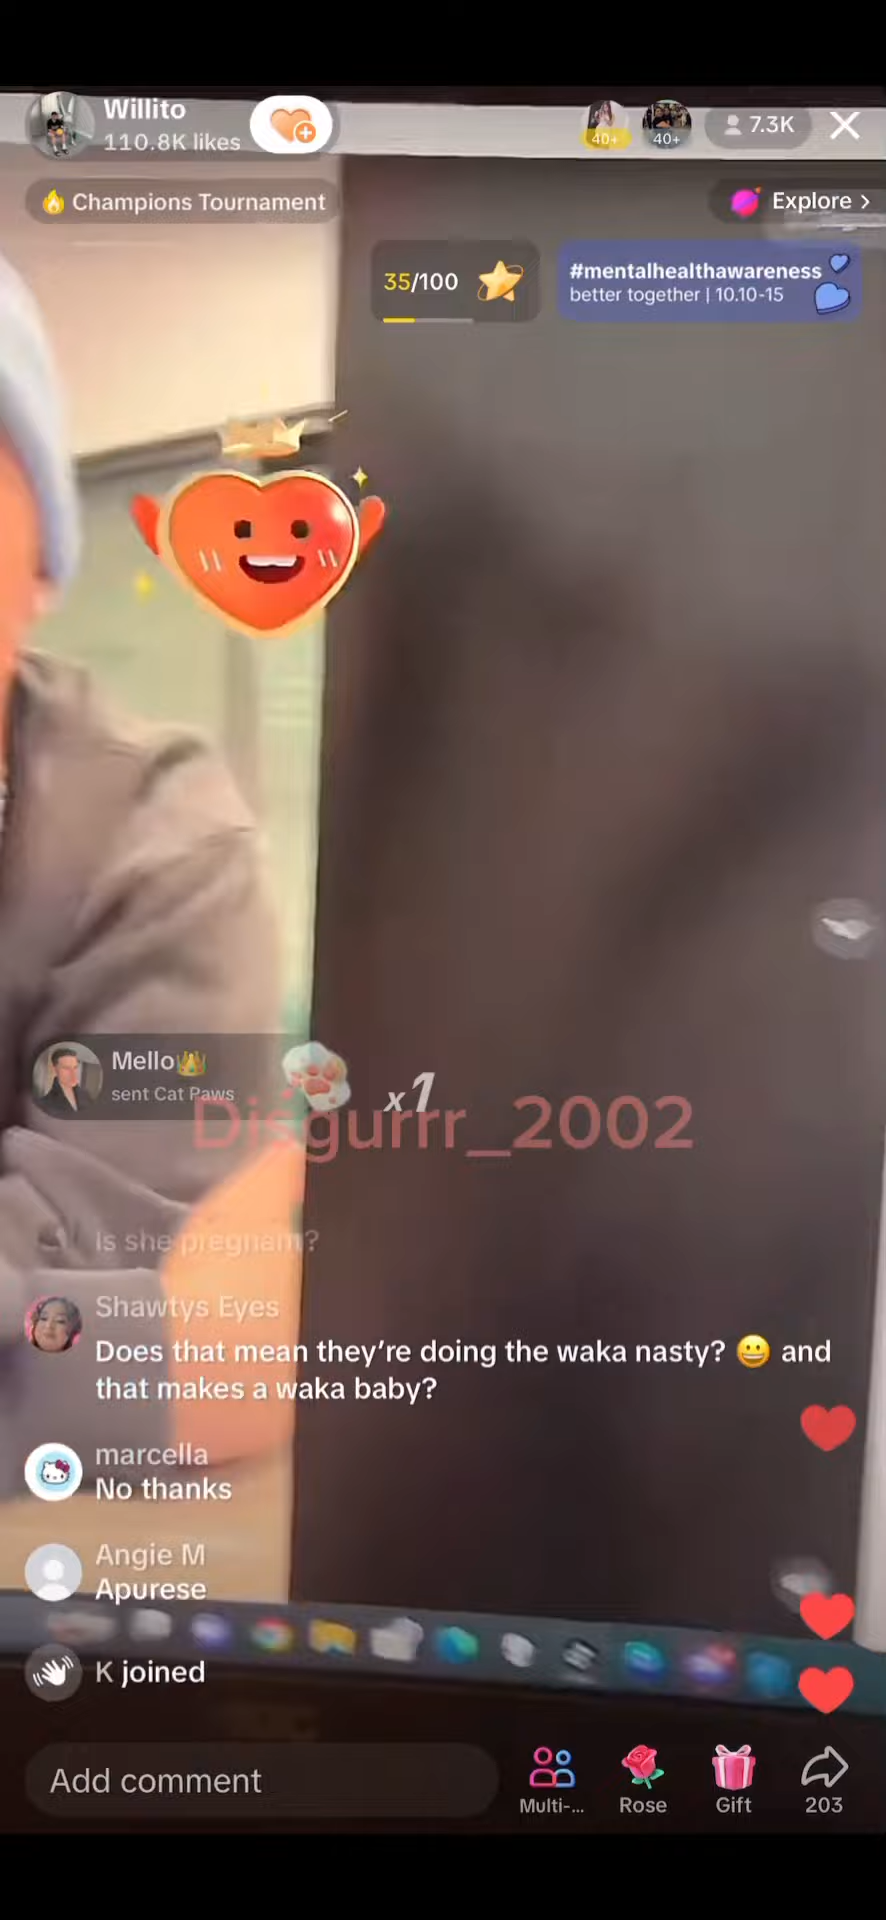 Willito
110.8K likes
40+
40+
7.3K
Champions Tournament
Explore >
35/100
#mentalhealthawareness
better together | 10.10-15
Mello
sent Cat Paws
x1
Disgurrr_2002
Is she pregnant?
Shawtys Eyes
Does that mean they're doing the waka nasty? 😀 and
that makes a waka baby?
marcella
No thanks
Angie M
Apurese
K joined
Add comment
Multi-...
Rose
Gift
203